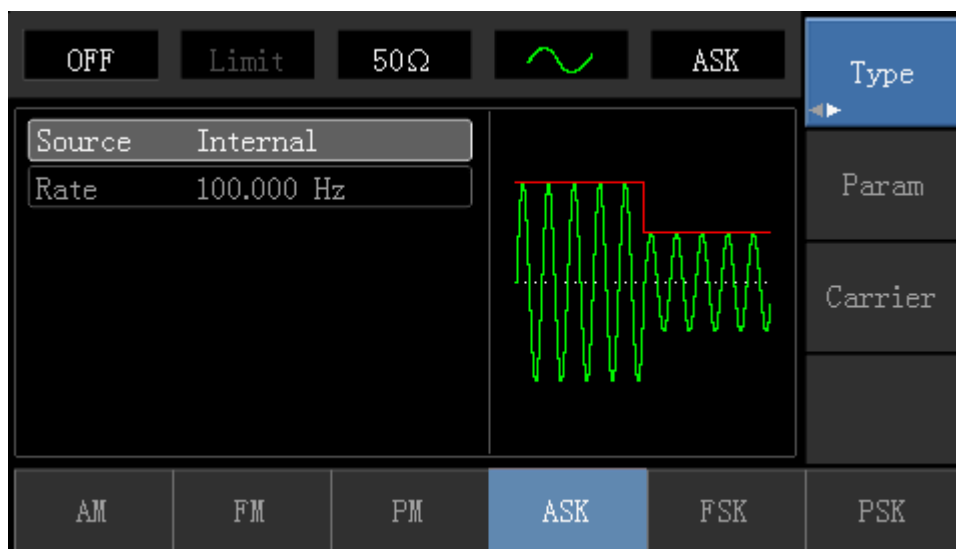 OFF Limit 50Ω ASK
Type
Source Internal
Rate 100.000 Hz
Param
Carrier
AM FM PM ASK FSK PSK